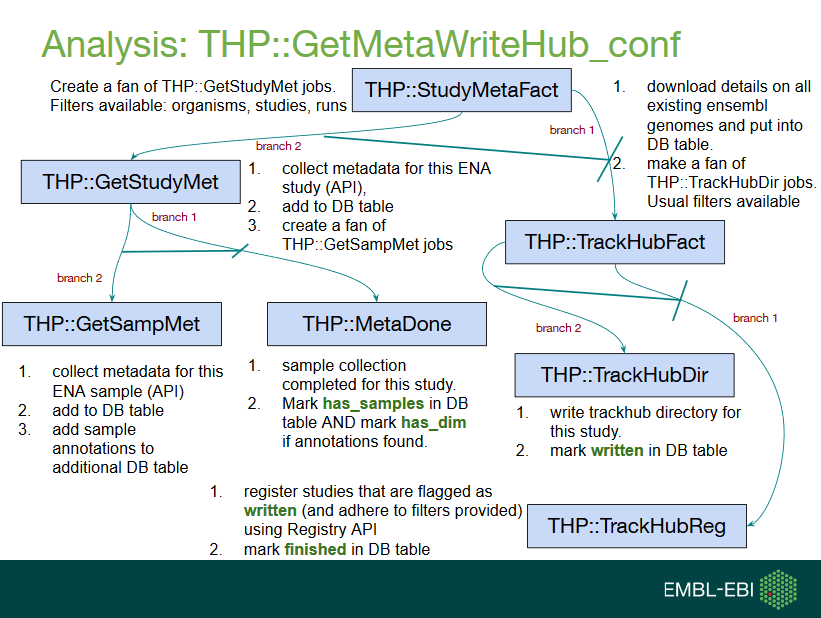 Analysis: THP::GetMetaWriteHub_conf
Create a fan of THP::GetStudyMet jobs.
Filters available: organisms, studies, runs
THP::StudyMetaFact
1. download details on all
existing ensembl
genomes and put into
DB table.
2. make a fan of
THP::TrackHubDir jobs.
Usual filters available
branch 1
branch 2
THP::GetStudyMet
1. collect metadata for this ENA
study (API),
2. add to DB table
3. create a fan of
THP::GetSampMet jobs
branch 1
THP::TrackHubFact
branch 2
THP::GetSampMet
THP::MetaDone
branch 2
branch 1
1. collect metadata for this
ENA sample (API)
2. add to DB table
3. add sample
annotations to
additional DB table
1. sample collection
completed for this study.
2. Mark has_samples in DB
table AND mark has_dim
if annotations found.
THP::TrackHubDir
1. write trackhub directory for
this study.
2. mark written in DB table
1. register studies that are flagged as
written (and adhere to filters provided)
using Registry API
2. mark finished in DB table
THP::TrackHubReg
EMBL-EBI